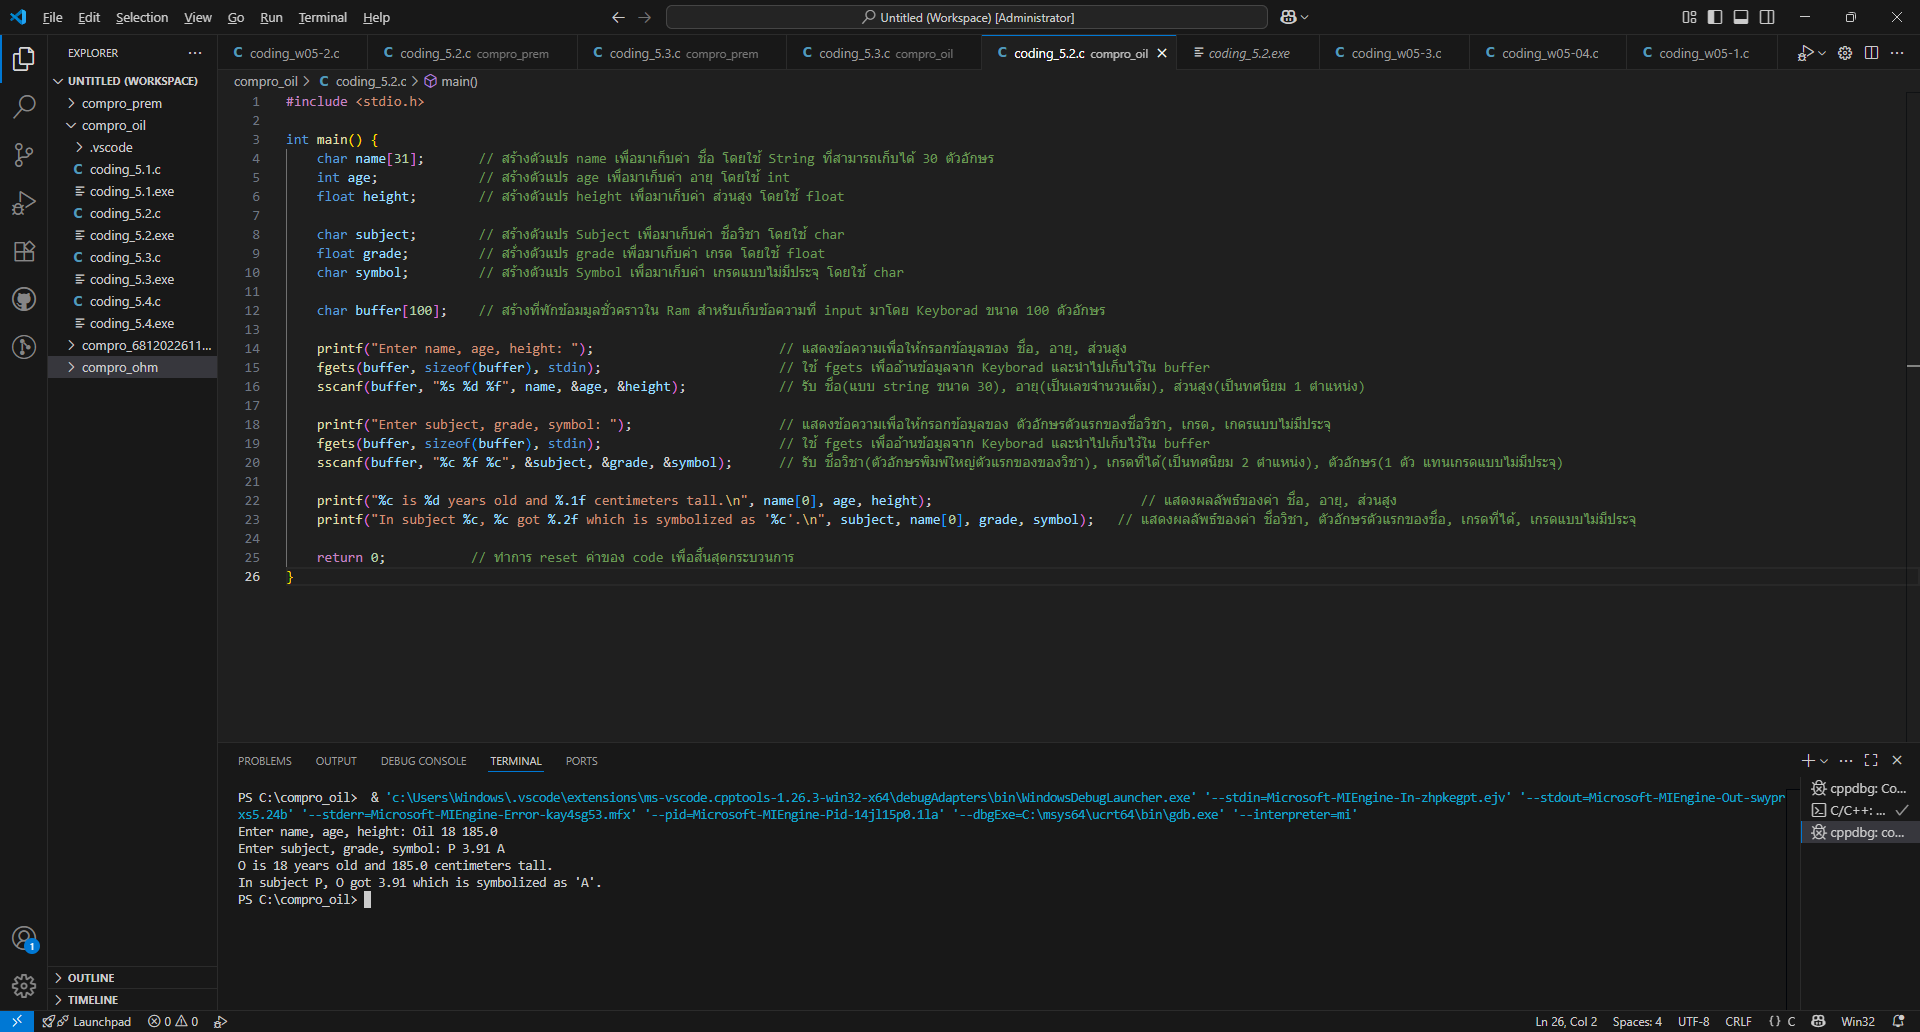 File Edit Selection View Go Run Terminal Help
Untitled (Workspace) [Administrator]
EXPLORER
coding_w05-2.c
coding_5.2.c compro_prem
coding_5.3.c compro_prem
coding_5.3.c compro_oil
coding_5.2.c compro_oil
coding_5.2.exe
coding_w05-3.c
coding_w05-04.c
coding_w05-1.c
UNTITLED (WORKSPACE)
compro_prem
compro_oil
.vscode
coding_5.1.c
coding_5.1.exe
coding_5.2.c
coding_5.2.exe
coding_5.3.c
coding_5.3.exe
coding_5.4.c
coding_5.4.exe
compro_6812022611...
compro_ohm
1
OUTLINE
TIMELINE
compro_oil > C coding_5.2.c > main()
1 #include <stdio.h>
2
3 int main() {
4 char name[31]; // สร้างตัวแปร name เพื่อมาเก็บค่า ชื่อ โดยใช้ String ที่สามารถเก็บได้ 30 ตัวอักษร
5 int age; // สร้างตัวแปร age เพื่อมาเก็บค่า อายุ โดยใช้ int
6 float height; // สร้างตัวแปร height เพื่อมาเก็บค่า ส่วนสูง โดยใช้ float
7
8 char subject; // สร้างตัวแปร Subject เพื่อมาเก็บค่า ชื่อวิชา โดยใช้ char
9 float grade; // สร้างตัวแปร grade เพื่อมาเก็บค่า เกรด โดยใช้ float
10 char symbol; // สร้างตัวแปร Symbol เพื่อมาเก็บค่า เกรดแบบไม่มีประจุ โดยใช้ char
11
12 char buffer[100]; // สร้างที่พักข้อมมูลชั่วคราวใน Ram สำหรับเก็บข้อความที่ input มาโดย Keyborad ขนาด 100 ตัวอักษร
13
14 printf("Enter name, age, height: "); // แสดงข้อความเพื่อให้กรอกข้อมูลของ ชื่อ, อายุ, ส่วนสูง
15 fgets(buffer, sizeof(buffer), stdin); // ใช้ fgets เพื่ออ้านข้อมูลจาก Keyborad และนำไปเก็บไว้ใน buffer
16 sscanf(buffer, "%s %d %f", name, &age, &height); // รับ ชื่อ(แบบ string ขนาด 30), อายุ(เป็นเลขจำนวนเต็ม), ส่วนสูง(เป็นทศนิยม 1 ตำแหน่ง)
17
18 printf("Enter subject, grade, symbol: "); // แสดงข้อความเพื่อให้กรอกข้อมูลของ ตัวอักษรตัวแรกของชื่อวิชา, เกรด, เกดรแบบไม่มีประจุ
19 fgets(buffer, sizeof(buffer), stdin); // ใช้ fgets เพื่ออ้านข้อมูลจาก Keyborad และนำไปเก็บไว้ใน buffer
20 sscanf(buffer, "%c %f %c", &subject, &grade, &symbol); // รับ ชื่อวิชา(ตัวอักษรพิมพ์ใหญ่ตัวแรกของของวิชา), เกรดที่ได้(เป็นทศนิยม 2 ตำแหน่ง), ตัวอักษร(1 ตัว แทนเกรดแบบไม่มีประจุ)
21
22 printf("%c is %d years old and %.1f centimeters tall.\n", name[0], age, height); // แสดงผลลัพธ์ของค่า ชื่อ, อายุ, ส่วนสูง
23 printf("In subject %c, %c got %.2f which is symbolized as '%c'.\n", subject, name[0], grade, symbol); // แสดงผลลัพธ์ของค่า ชื่อวิชา, ตัวอักษรตัวแรกของชื่อ, เกรดที่ได้, เกรดแบบไม่มีประจุ
24
25 return 0; // ทำการ reset ค่าของ code เพื่อสิ้นสุดกระบวนการ
26 }
PROBLEMS OUTPUT DEBUG CONSOLE TERMINAL PORTS
PS C:\compro_oil> & 'c:\Users\Windows\.vscode\extensions\ms-vscode.cpptools-1.26.3-win32-x64\debugAdapters\bin\WindowsDebugLauncher.exe' '--stdin=Microsoft-MIEngine-In-zhpkegpt.ejv' '--stdout=Microsoft-MIEngine-Out-swypr
xs5.24b' '--stderr=Microsoft-MIEngine-Error-kay4sg53.mfx' '--pid=Microsoft-MIEngine-Pid-14jl15p0.1la' '--dbgExe=C:\msys64\ucrt64\bin\gdb.exe' '--interpreter=mi'
Enter name, age, height: Oil 18 185.0
Enter subject, grade, symbol: P 3.91 A
O is 18 years old and 185.0 centimeters tall.
In subject P, O got 3.91 which is symbolized as 'A'.
PS C:\compro_oil>
cppdbg: Co...
C/C++: ...
cppdbg: co...
Launchpad 0 0
Ln 26, Col 2 Spaces: 4 UTF-8 CRLF {} C Win32